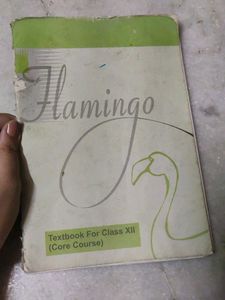 Flamingo
Textbook For Class XII
(Core Course)